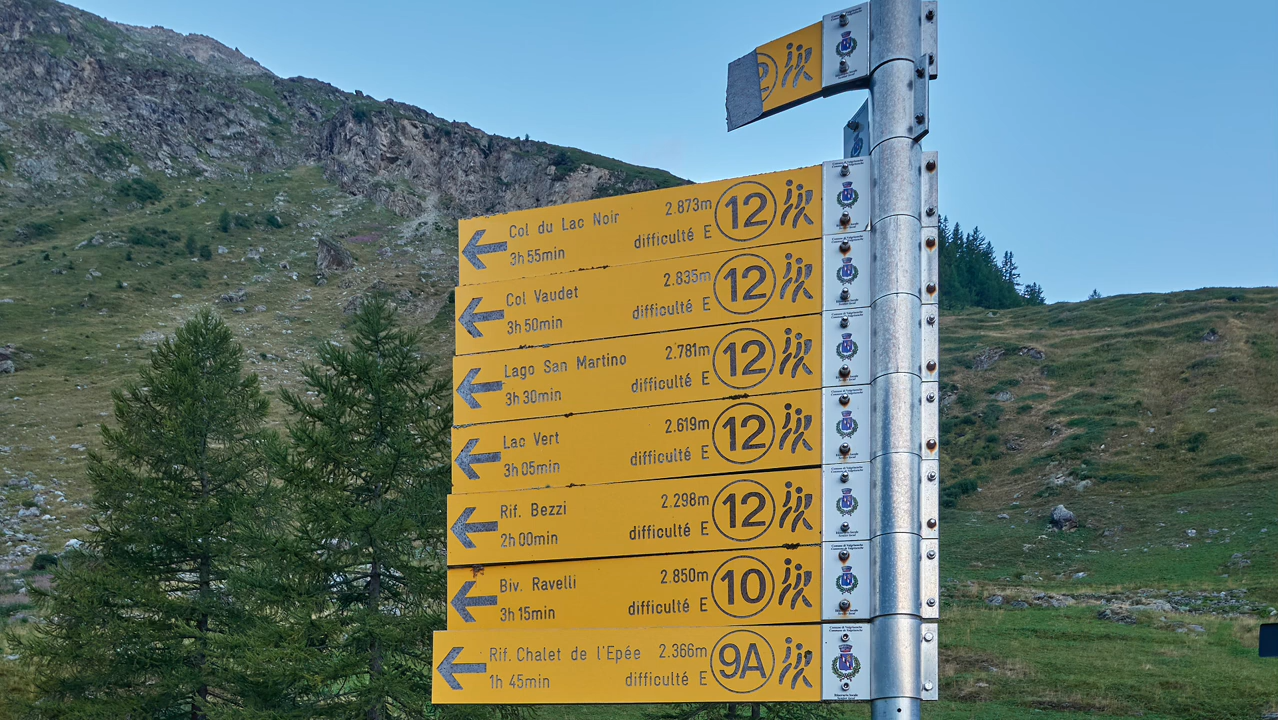 Col du Lac Noir 2.873m 12
3h 55min difficulté E
Col Vaudet 2.835m 12
3h 50min difficulté E
Lago San Martino 2.781m 12
3h 30min difficulté E
Lac Vert 2.619m 12
3h 05min difficulté E
Rif. Bezzi 2.298m 12
2h 00min difficulté E
Biv. Ravelli 2.850m 10
3h 15min difficulté E
Rif. Chalet de l'Epée 2.366m 9A
1h 45min difficulté E